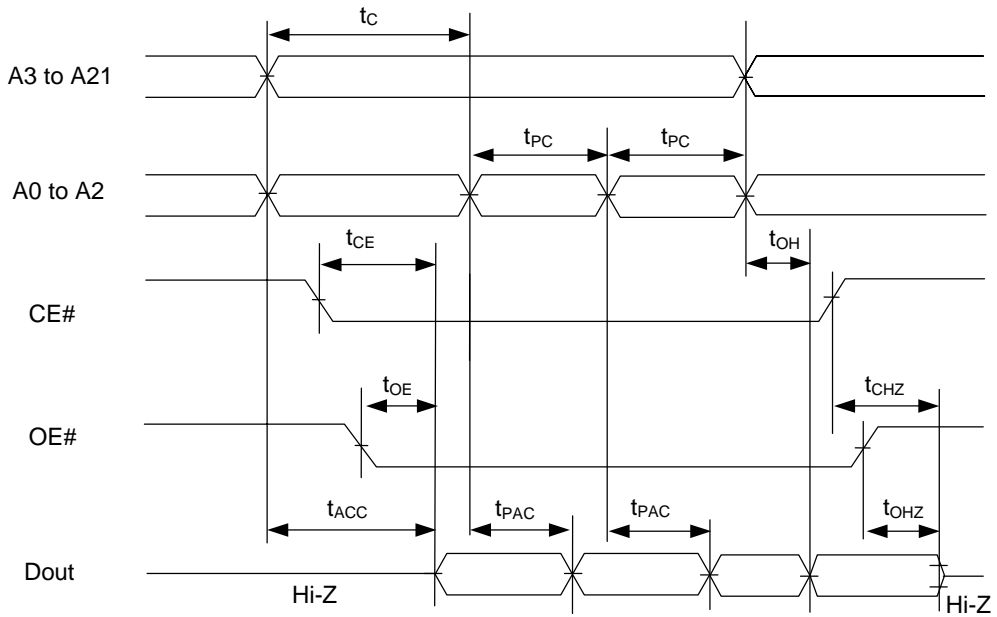 tC
A3 to A21
tPC tPC
A0 to A2
tCE tOH
CE#
tOE tCHZ
OE#
tACC tPAC tPAC tOHZ
Dout
Hi-Z Hi-Z